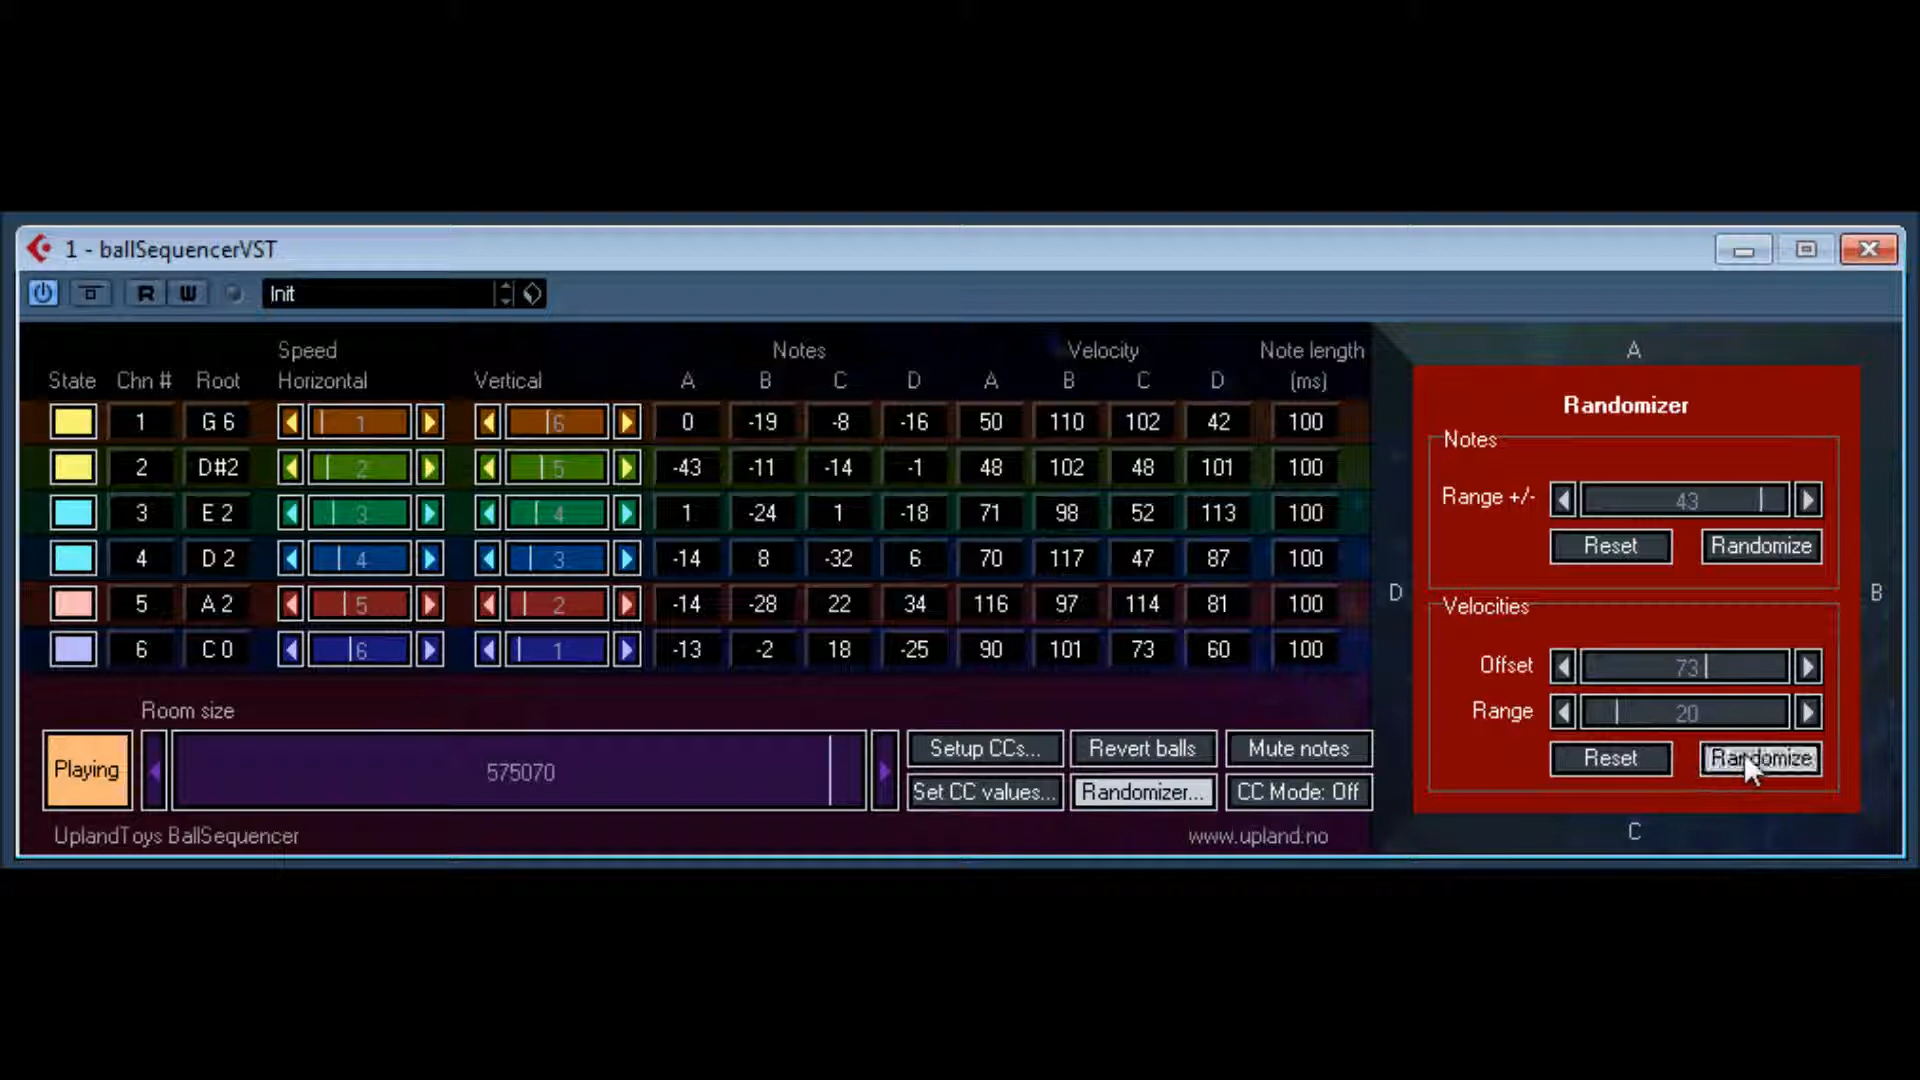 1 - ballSequencerVST
R W Init
Speed Notes Velocity Note length
State Chn # Root Horizontal Vertical A B C D A B C D (ms)
1 G 6 1 6 0 -19 -8 -16 50 110 102 42 100
2 D#2 2 5 -43 -11 -14 -1 48 102 48 101 100
3 E 2 3 4 1 -24 1 -18 71 98 52 113 100
4 D 2 4 3 -14 8 -32 6 70 117 47 87 100
5 A 2 5 2 -14 -28 22 34 116 97 114 81 100
6 C 0 6 1 -13 -2 18 -25 90 101 73 60 100
Room size
Playing
575070
Setup CCs... Revert balls Mute notes
Set CC values... Randomizer... CC Mode: Off
UplandToys BallSequencer
www.upland.no
A
Randomizer
Notes
Range +/- 43
Reset Randomize
D
B
Velocities
Offset 73
Range 20
Reset Randomize
C